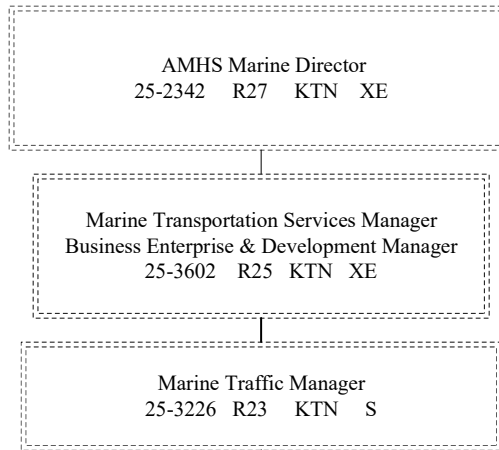 AMHS Marine Director
25-2342 R27 KTN XE
Marine Transportation Services Manager
Business Enterprise & Development Manager
25-3602 R25 KTN XE
Marine Traffic Manager
25-3226 R23 KTN S